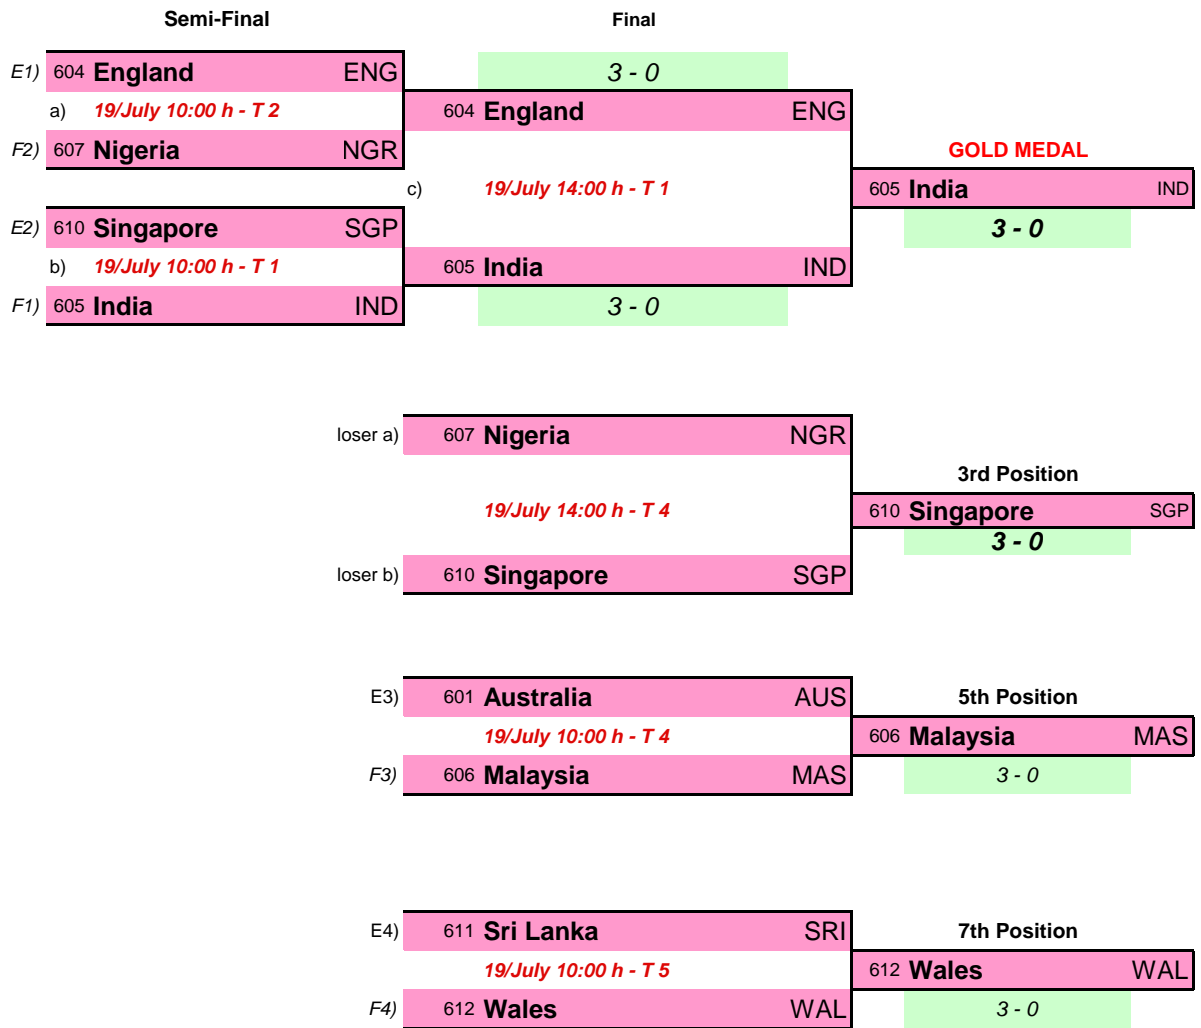 Semi-Final Final
E1) 604 England ENG 3 - 0
a) 19/July 10:00 h - T 2 604 England ENG
F2) 607 Nigeria NGR GOLD MEDAL
c) 19/July 14:00 h - T 1 605 India IND
E2) 610 Singapore SGP 3 - 0
b) 19/July 10:00 h - T 1 605 India IND
F1) 605 India IND 3 - 0
loser a) 607 Nigeria NGR
3rd Position
19/July 14:00 h - T 4 610 Singapore SGP
3 - 0
loser b) 610 Singapore SGP
E3) 601 Australia AUS 5th Position
19/July 10:00 h - T 4 606 Malaysia MAS
F3) 606 Malaysia MAS 3 - 0
E4) 611 Sri Lanka SRI 7th Position
19/July 10:00 h - T 5 612 Wales WAL
F4) 612 Wales WAL 3 - 0